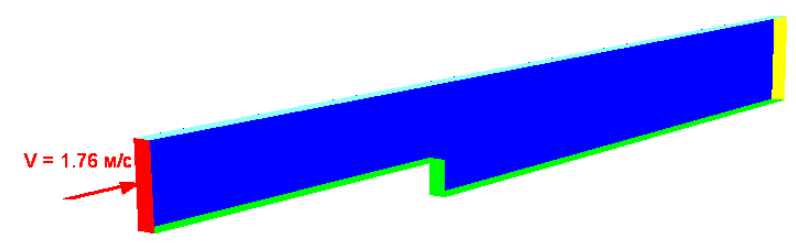 V = 1.76 м/с